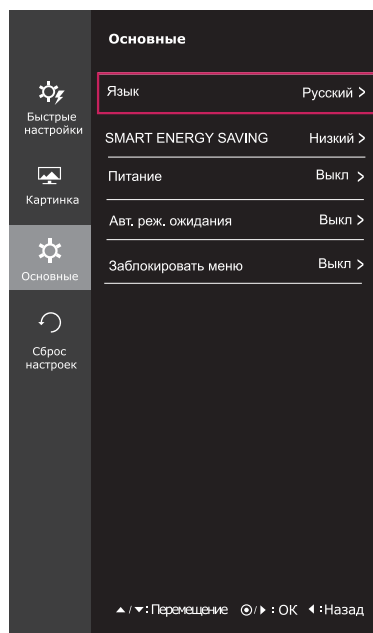 Основные
Быстрые
настройки
Картинка
Основные
Сброс
настроек
Язык Русский >
SMART ENERGY SAVING Низкий >
Питание Выкл >
Авт. реж. ожидания Выкл >
Заблокировать меню Выкл >
▲/▼:Перемещение ◉/▶:ОК ◀:Назад